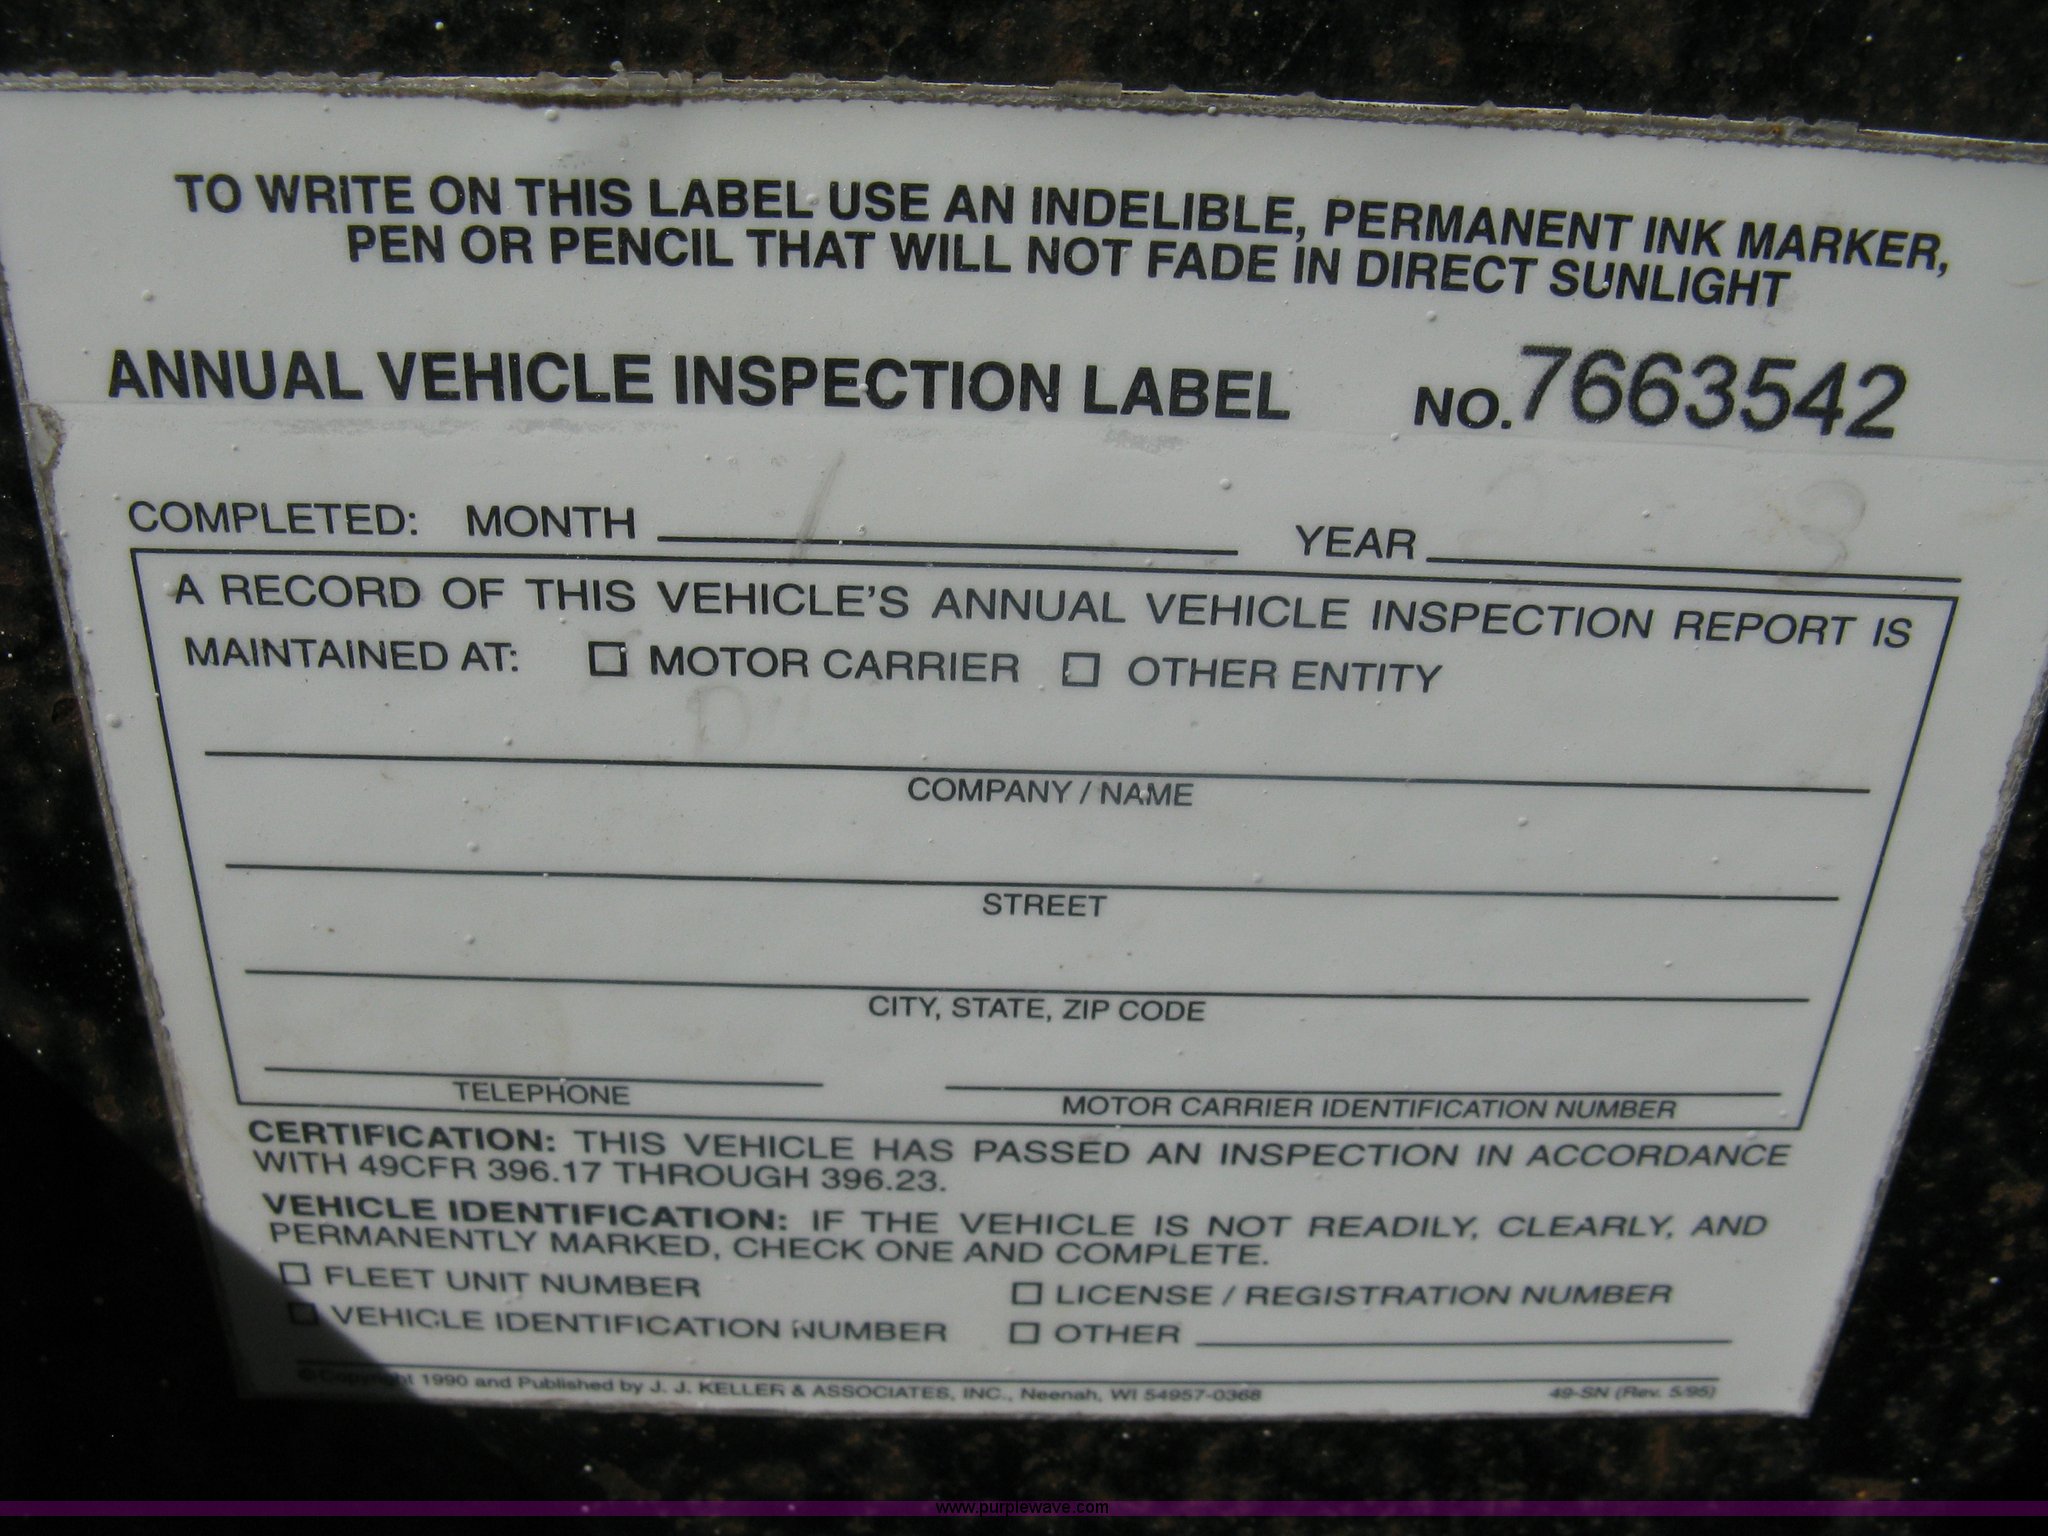 TO WRITE ON THIS LABEL USE AN INDELIBLE, PERMANENT INK MARKER,
PEN OR PENCIL THAT WILL NOT FADE IN DIRECT SUNLIGHT
ANNUAL VEHICLE INSPECTION LABEL NO. 7663542
COMPLETED: MONTH YEAR
A RECORD OF THIS VEHICLE'S ANNUAL VEHICLE INSPECTION REPORT IS
MAINTAINED AT: MOTOR CARRIER OTHER ENTITY
COMPANY / NAME
STREET
CITY, STATE, ZIP CODE
TELEPHONE MOTOR CARRIER IDENTIFICATION NUMBER
CERTIFICATION: THIS VEHICLE HAS PASSED AN INSPECTION IN ACCORDANCE
WITH 49CFR 396.17 THROUGH 396.23.
VEHICLE IDENTIFICATION: IF THE VEHICLE IS NOT READILY, CLEARLY, AND
PERMANENTLY MARKED, CHECK ONE AND COMPLETE.
FLEET UNIT NUMBER LICENSE / REGISTRATION NUMBER
VEHICLE IDENTIFICATION NUMBER OTHER
© Copyright 1990 and Published by J. J. KELLER & ASSOCIATES, INC., Neenah, WI 54957-0368 49-SN (Rev. 5/95)
www.purplewave.com